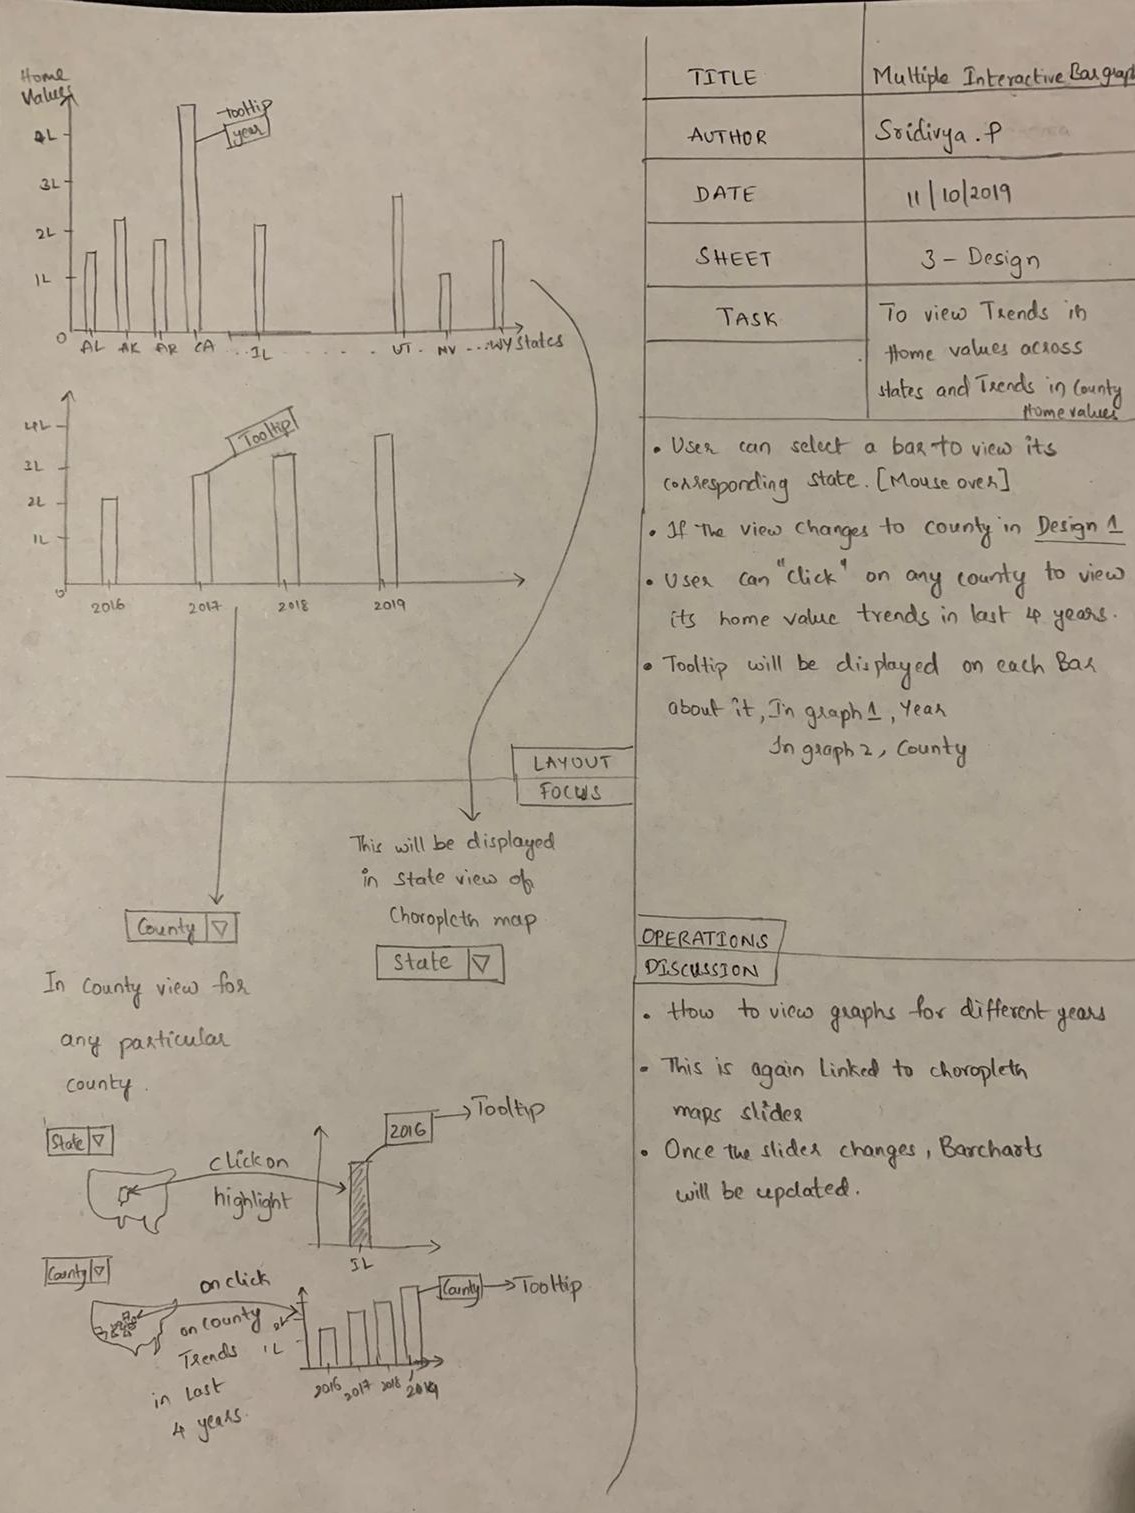 Home
Values
4L
3L
2L
1L
0
Tooltip
year
AL AK AR CA ... IL . . . . . . UT . NV ... WY States
4L
3L
2L
1L
0
Tooltip
2016 2017 2018 2019
LAYOUT
FOCUS
This will be displayed
in state view of
Choropleth map
State
County
In County view for
any particular
county.
State
click on
highlight
2016
Tooltip
IL
County
on click
on county
Trends
in Last
4 years.
2L
1L
County
Tooltip
2016 2017 2018 2019
TITLE Multiple Interactive Bar graph
AUTHOR Sridivya . P
DATE 11/10/2019
SHEET 3 - Design
TASK To view Trends in
Home values across
states and Trends in County
Home values
• User can select a bar to view its
corresponding state. [Mouse over]
• If The view changes to county in Design 1
• User can "click" on any county to view
its home value trends in last 4 years.
• Tooltip will be displayed on each Bar
about it, In graph 1, Year
In graph 2, County
OPERATIONS
DISCUSSION
• How to view graphs for different years
• This is again Linked to choropleth
maps slider
• Once the slider changes, Barcharts
will be updated.